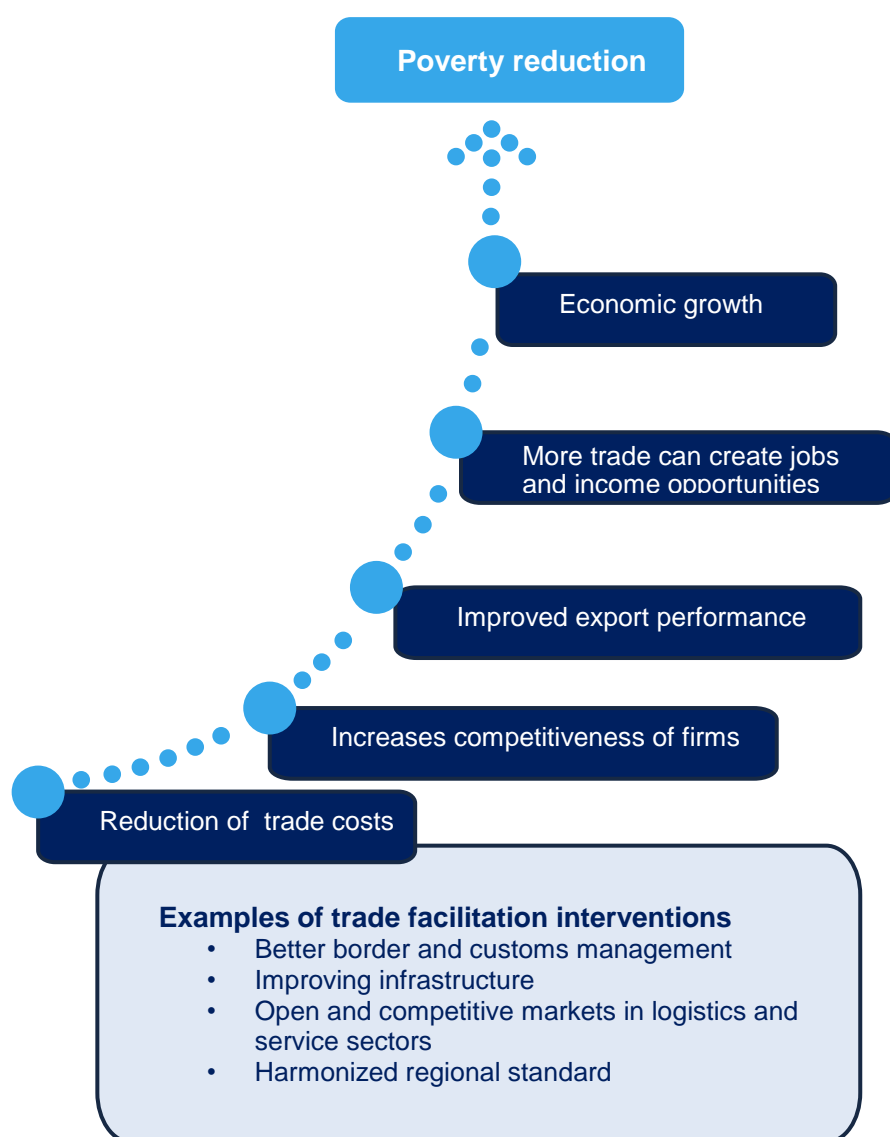 Poverty reduction
Economic growth
More trade can create jobs
and income opportunities
Improved export performance
Increases competitiveness of firms
Reduction of  trade costs
Examples of trade facilitation interventions
• Better border and customs management
• Improving infrastructure
• Open and competitive markets in logistics and
service sectors
• Harmonized regional standard